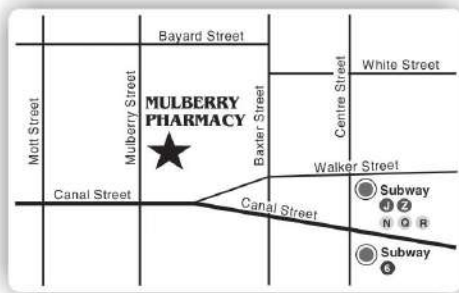 Bayard Street
White Street
Mott Street
Mulberry Street
MULBERRY
PHARMACY
Baxter Street
Centre Street
Walker Street
Canal Street
Canal Street
Subway
J Z
N Q R
Subway
6